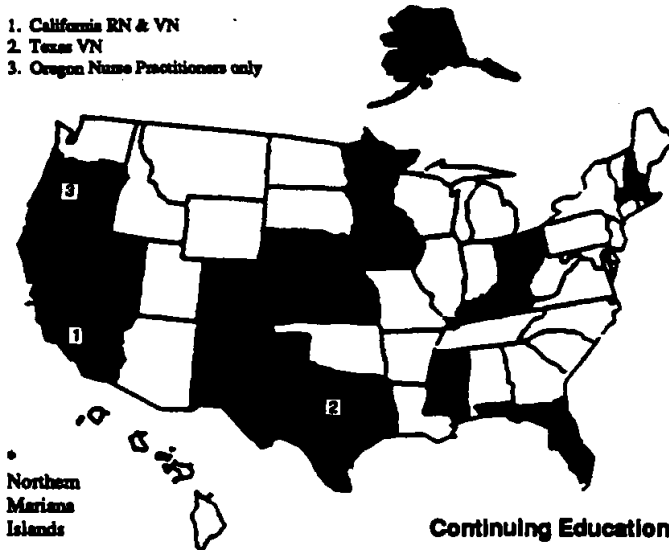 1. California RN & VN
2. Texas VN
3. Oregon Nurse Practitioners only
3
1
2
*
Northern
Mariana
Islands
Continuing Education